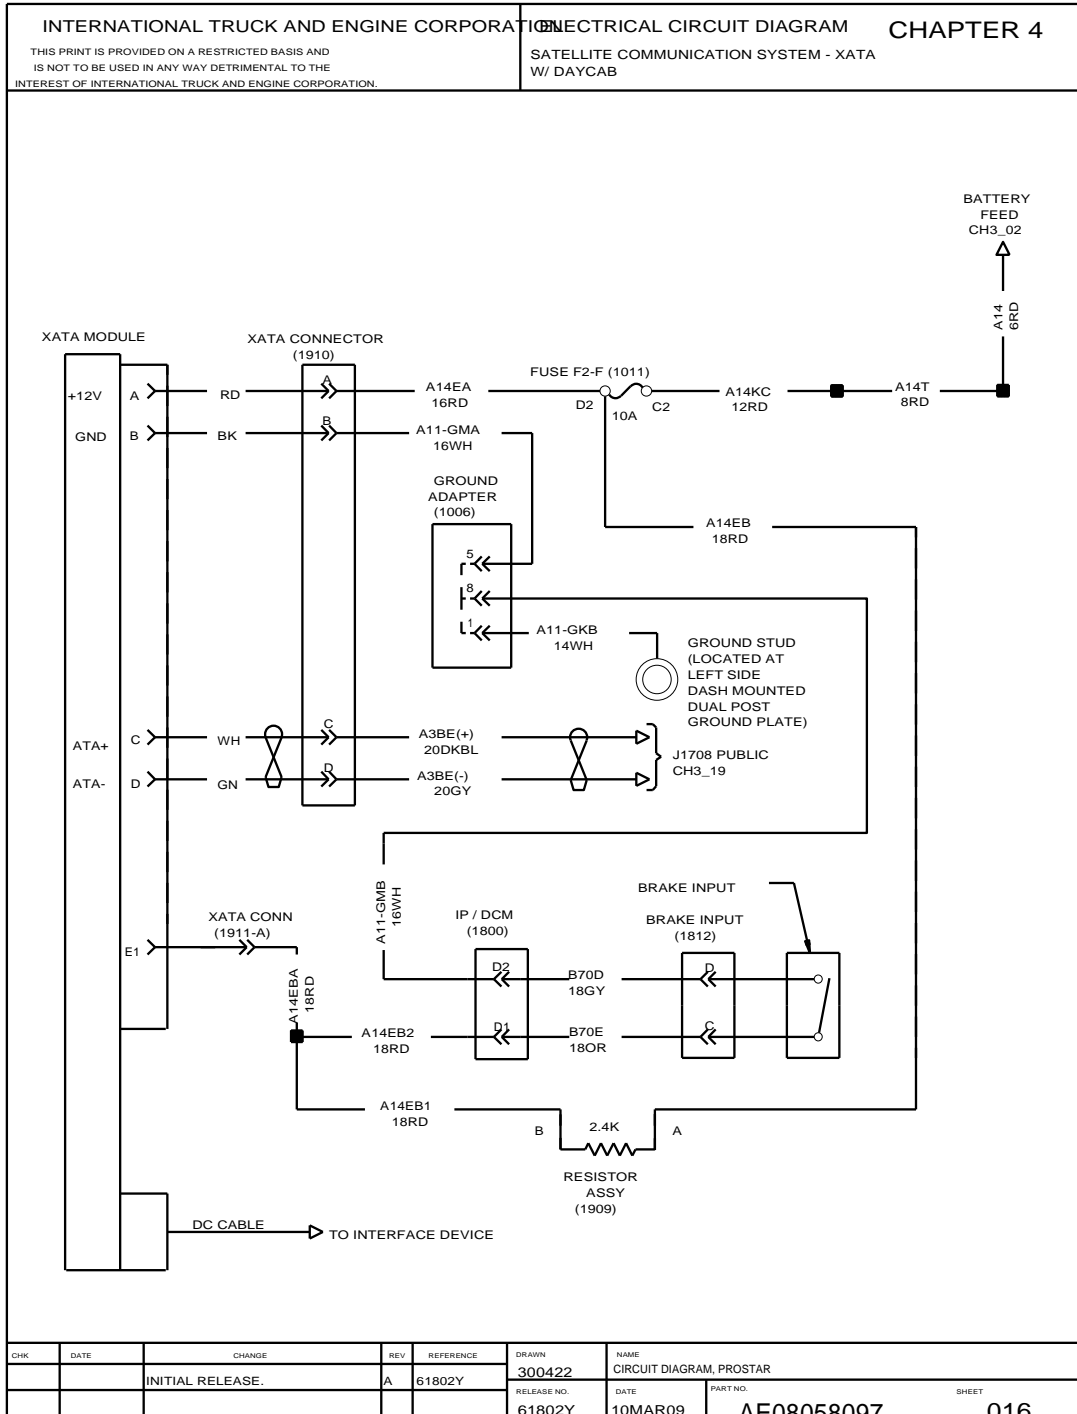 INTERNATIONAL TRUCK AND ENGINE CORPORATION
THIS PRINT IS PROVIDED ON A RESTRICTED BASIS AND
IS NOT TO BE USED IN ANY WAY DETRIMENTAL TO THE
INTEREST OF INTERNATIONAL TRUCK AND ENGINE CORPORATION.
ELECTRICAL CIRCUIT DIAGRAM
SATELLITE COMMUNICATION SYSTEM - XATA
W/ DAYCAB
CHAPTER 4
BATTERY
FEED
CH3_02
A14
6RD
XATA MODULE
XATA CONNECTOR
(1910)
FUSE F2-F (1011)
+12V
A
RD
A
A14EA
16RD
D2
10A
C2
A14KC
12RD
A14T
8RD
GND
B
BK
B
A11-GMA
16WH
GROUND
ADAPTER
(1006)
A14EB
18RD
5
8
1
A11-GKB
14WH
GROUND STUD
(LOCATED AT
LEFT SIDE
DASH MOUNTED
DUAL POST
GROUND PLATE)
ATA+
C
WH
C
A3BE(+)
20DKBL
ATA-
D
GN
D
A3BE(-)
20GY
J1708 PUBLIC
CH3_19
A11-GMB
16WH
BRAKE INPUT
XATA CONN
(1911-A)
IP / DCM
(1800)
BRAKE INPUT
(1812)
E1
A14EBA
18RD
D2
B70D
18GY
D
A14EB2
18RD
D1
B70E
18OR
C
A14EB1
18RD
B
2.4K
A
RESISTOR
ASSY
(1909)
DC CABLE
TO INTERFACE DEVICE
CHK
DATE
CHANGE
REV
REFERENCE
INITIAL RELEASE.
A
61802Y
DRAWN
300422
NAME
CIRCUIT DIAGRAM, PROSTAR
RELEASE NO.
61802Y
DATE
10MAR09
PART NO.
AE08058097
SHEET
016